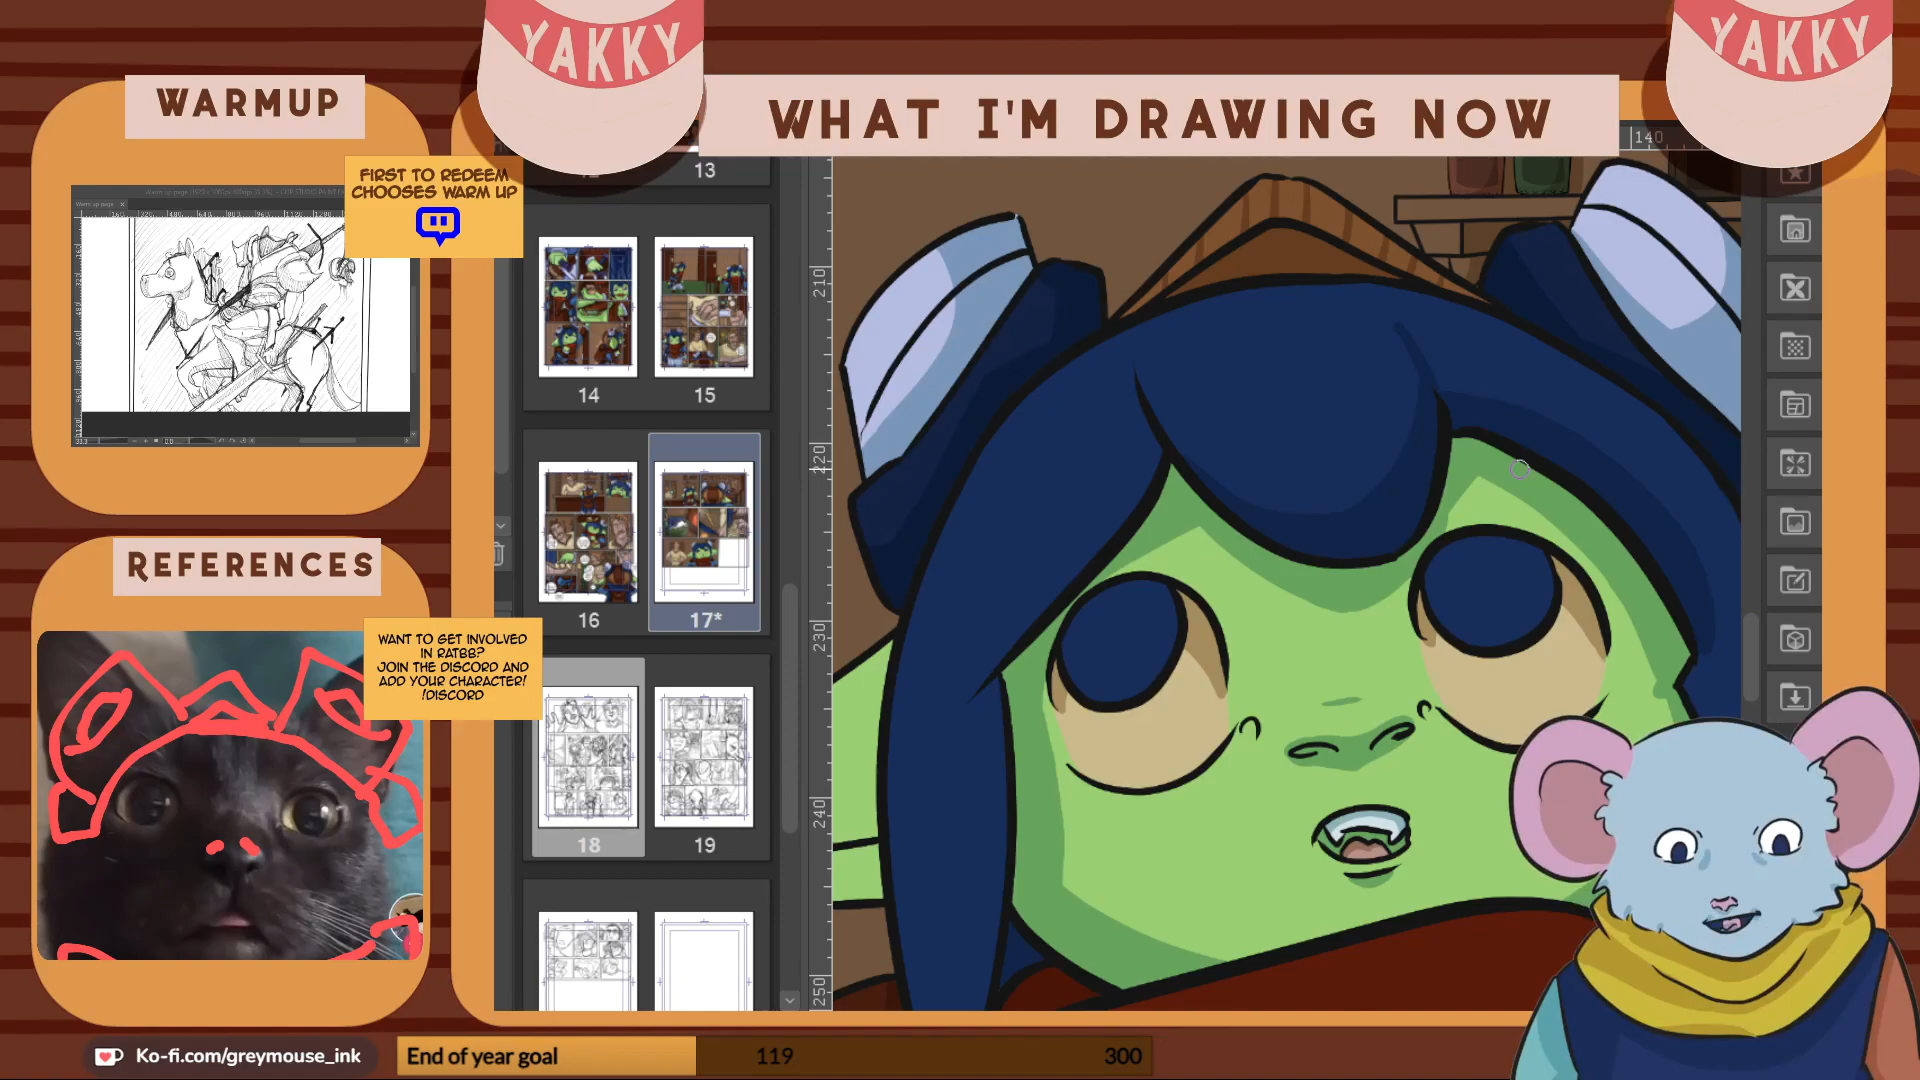 YAKKY
YAKKY
WARMUP
WHAT I'M DRAWING NOW
FIRST TO REDEEM
CHOOSES WARM UP
13
140
14
15
210
220
16
17*
230
REFERENCES
WANT TO GET INVOLVED
IN RAT88?
JOIN THE DISCORD AND
ADD YOUR CHARACTER!
!DISCORD
18
19
240
250
Ko-fi.com/greymouse_ink
End of year goal
119
300